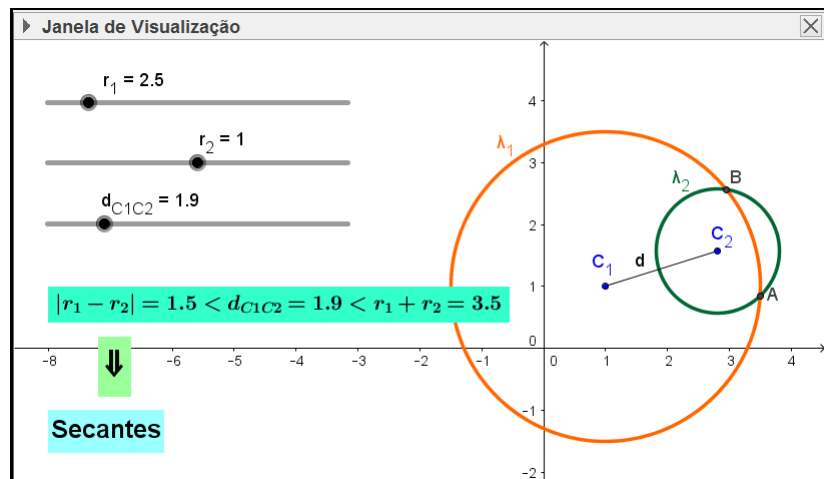 Janela de Visualização
r₁ = 2.5
r₂ = 1
d_C1C2 = 1.9
|r₁ − r₂| = 1.5 < d_C1C2 = 1.9 < r₁ + r₂ = 3.5
⇓
Secantes
λ₁
λ₂
B
C₂
C₁
d
A
4
3
2
1
0
-1
-2
-8 -7 -6 -5 -4 -3 -2 -1 0 1 2 3 4